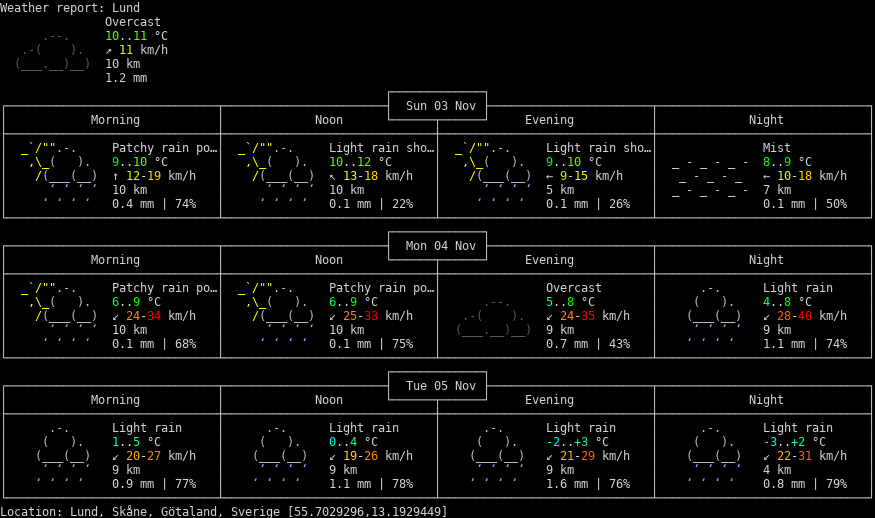 Weather report: Lund
Overcast
10..11 °C
↗ 11 km/h
10 km
1.2 mm
Sun 03 Nov
Morning Noon Evening Night
Patchy rain po… Light rain sho… Light rain sho… Mist
9..10 °C 10..12 °C 9..10 °C 8..9 °C
↑ 12-19 km/h ↖ 13-18 km/h ← 9-15 km/h ← 10-18 km/h
10 km 10 km 5 km 7 km
0.4 mm | 74% 0.1 mm | 22% 0.1 mm | 26% 0.1 mm | 50%
Mon 04 Nov
Morning Noon Evening Night
Patchy rain po… Patchy rain po… Overcast Light rain
6..9 °C 6..9 °C 5..8 °C 4..8 °C
↙ 24-34 km/h ↙ 25-33 km/h ↙ 24-35 km/h ↙ 28-40 km/h
10 km 10 km 9 km 9 km
0.1 mm | 68% 0.1 mm | 75% 0.7 mm | 43% 1.1 mm | 74%
Tue 05 Nov
Morning Noon Evening Night
Light rain Light rain Light rain Light rain
1..5 °C 0..4 °C -2..+3 °C -3..+2 °C
↙ 20-27 km/h ↙ 19-26 km/h ↙ 21-29 km/h ↙ 22-31 km/h
9 km 9 km 9 km 4 km
0.9 mm | 77% 1.1 mm | 78% 1.6 mm | 76% 0.8 mm | 79%
Location: Lund, Skåne, Götaland, Sverige [55.7029296,13.1929449]